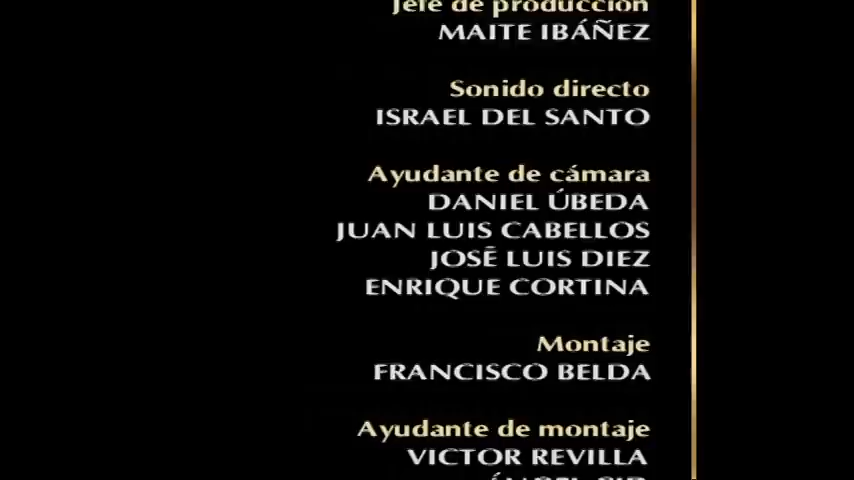 Jefe de producción
MAITE IBÁÑEZ
Sonido directo
ISRAEL DEL SANTO
Ayudante de cámara
DANIEL ÚBEDA
JUAN LUIS CABELLOS
JOSÉ LUIS DIEZ
ENRIQUE CORTINA
Montaje
FRANCISCO BELDA
Ayudante de montaje
VICTOR REVILLA